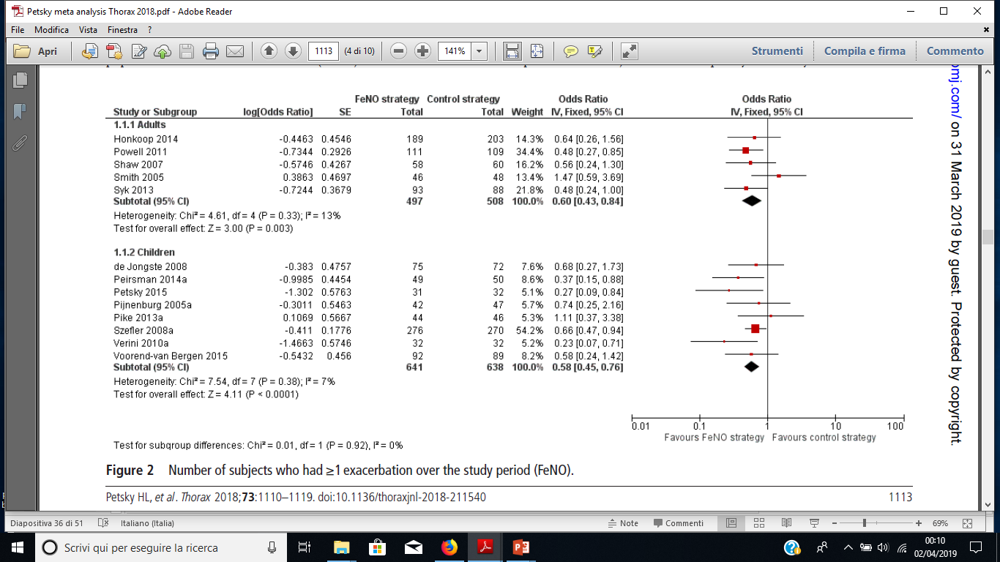 Petsky meta analysis Thorax 2018.pdf - Adobe Reader
File Modifica Vista Finestra ?
Apri 1113 (4 di 10) 141% Strumenti Compila e firma Commento
FeNO strategy Control strategy Odds Ratio Odds Ratio
Study or Subgroup log[Odds Ratio] SE Total Total Weight IV, Fixed, 95% CI IV, Fixed, 95% CI
1.1.1 Adults
Honkoop 2014 -0.4463 0.4546 189 203 14.3% 0.64 [0.26, 1.56]
Powell 2011 -0.7344 0.2926 111 109 34.4% 0.48 [0.27, 0.85]
Shaw 2007 -0.5746 0.4267 58 60 16.2% 0.56 [0.24, 1.30]
Smith 2005 0.3863 0.4697 46 48 13.4% 1.47 [0.59, 3.69]
Syk 2013 -0.7244 0.3679 93 88 21.8% 0.48 [0.24, 1.00]
Subtotal (95% CI) 497 508 100.0% 0.60 [0.43, 0.84]
Heterogeneity: Chi² = 4.61, df = 4 (P = 0.33); I² = 13%
Test for overall effect: Z = 3.00 (P = 0.003)
1.1.2 Children
de Jongste 2008 -0.383 0.4757 75 72 7.6% 0.68 [0.27, 1.73]
Peirsman 2014a -0.9985 0.4454 49 50 8.6% 0.37 [0.15, 0.88]
Petsky 2015 -1.302 0.5763 31 32 5.1% 0.27 [0.09, 0.84]
Pijnenburg 2005a -0.3011 0.5463 42 47 5.7% 0.74 [0.25, 2.16]
Pike 2013a 0.1069 0.5667 44 46 5.3% 1.11 [0.37, 3.38]
Szefler 2008a -0.411 0.1776 276 270 54.2% 0.66 [0.47, 0.94]
Verini 2010a -1.4663 0.5746 32 32 5.2% 0.23 [0.07, 0.71]
Voorend-van Bergen 2015 -0.5432 0.456 92 89 8.2% 0.58 [0.24, 1.42]
Subtotal (95% CI) 641 638 100.0% 0.58 [0.45, 0.76]
Heterogeneity: Chi² = 7.54, df = 7 (P = 0.38); I² = 7%
Test for overall effect: Z = 4.11 (P < 0.0001)
0.01 0.1 1 10 100
Favours FeNO strategy Favours control strategy
Test for subgroup differences: Chi² = 0.01, df = 1 (P = 0.92), I² = 0%
Figure 2 Number of subjects who had ≥1 exacerbation over the study period (FeNO).
Petsky HL, et al. Thorax 2018;73:1110–1119. doi:10.1136/thoraxjnl-2018-211540 1113
omj.com/ on 31 March 2019 by guest. Protected by copyright.
Diapositiva 36 di 51 Italiano (Italia) Note Commenti 69%
Scrivi qui per eseguire la ricerca 00:10
02/04/2019